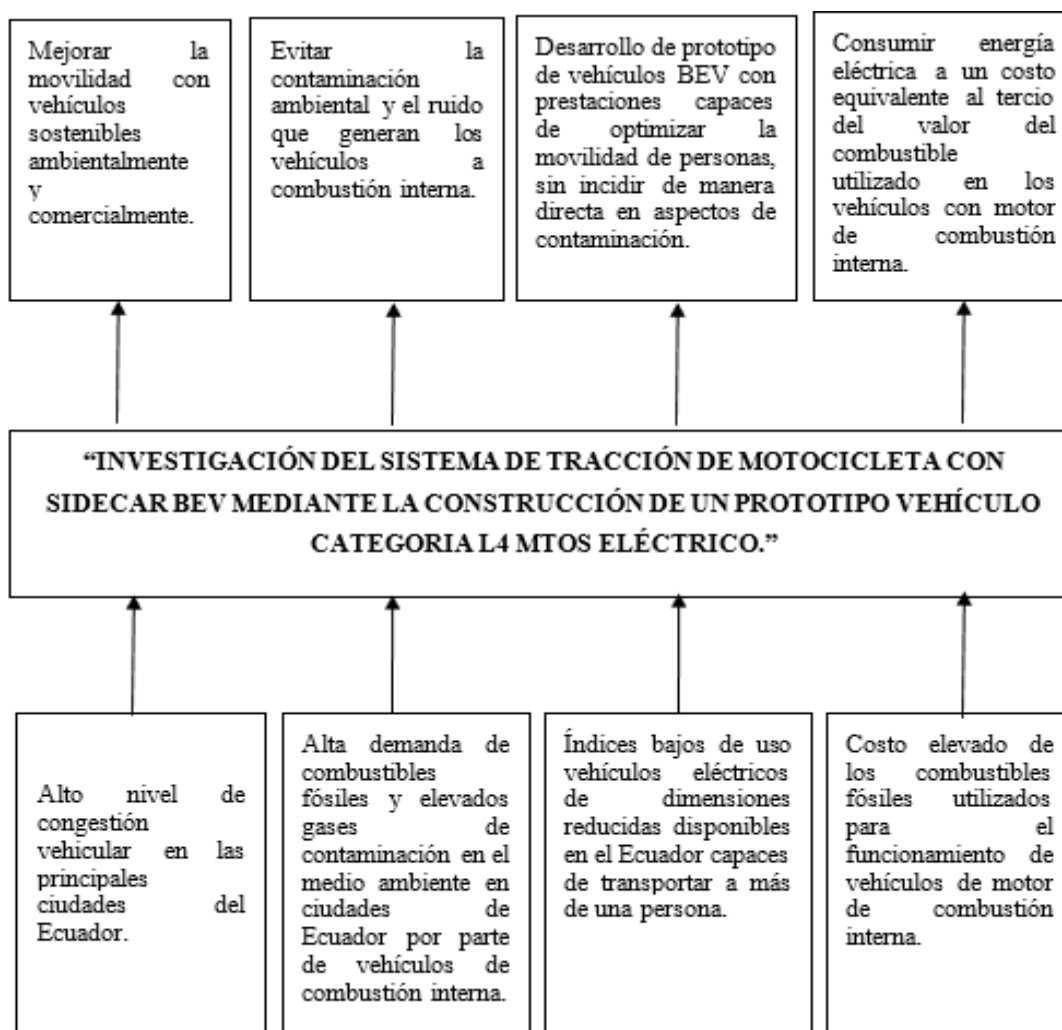 Mejorar la
movilidad con
vehículos
sostenibles
ambientalmente
y
comercialmente.
Evitar la
contaminación
ambiental y el ruido
que generan los
vehículos a
combustión interna.
Desarrollo de prototipo
de vehículos BEV con
prestaciones capaces
de optimizar la
movilidad de personas,
sin incidir de manera
directa en aspectos de
contaminación.
Consumir energía
eléctrica a un costo
equivalente al tercio
del valor del
combustible
utilizado en los
vehículos con motor
de combustión
interna.
“INVESTIGACIÓN DEL SISTEMA DE TRACCIÓN DE MOTOCICLETA CON
SIDECAR BEV MEDIANTE LA CONSTRUCCIÓN DE UN PROTOTIPO VEHÍCULO
CATEGORIA L4 MTOS ELÉCTRICO.”
Alto nivel de
congestión
vehicular en las
principales
ciudades del
Ecuador.
Alta demanda de
combustibles
fósiles y elevados
gases de
contaminación en el
medio ambiente en
ciudades de
Ecuador por parte
de vehículos de
combustión interna.
Índices bajos de uso
vehículos eléctricos
de dimensiones
reducidas disponibles
en el Ecuador capaces
de transportar a más
de una persona.
Costo elevado de
los combustibles
fósiles utilizados
para el
funcionamiento de
vehículos de motor
de combustión
interna.